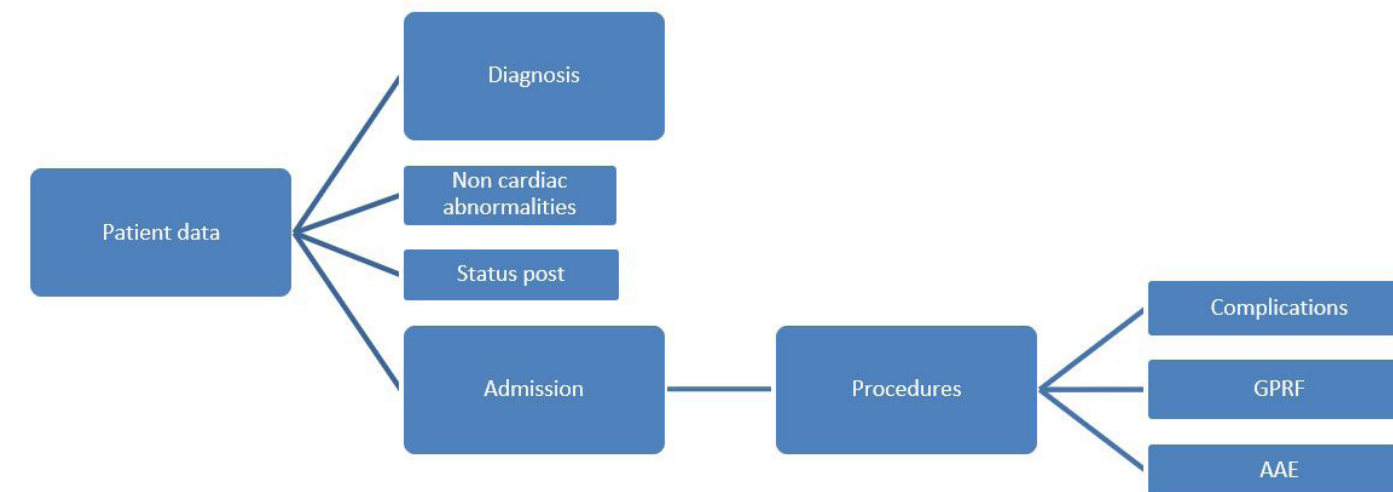 Diagnosis
Non cardiac
abnormalities
Patient data
Status post
Complications
Admission
Procedures
GPRF
AAE